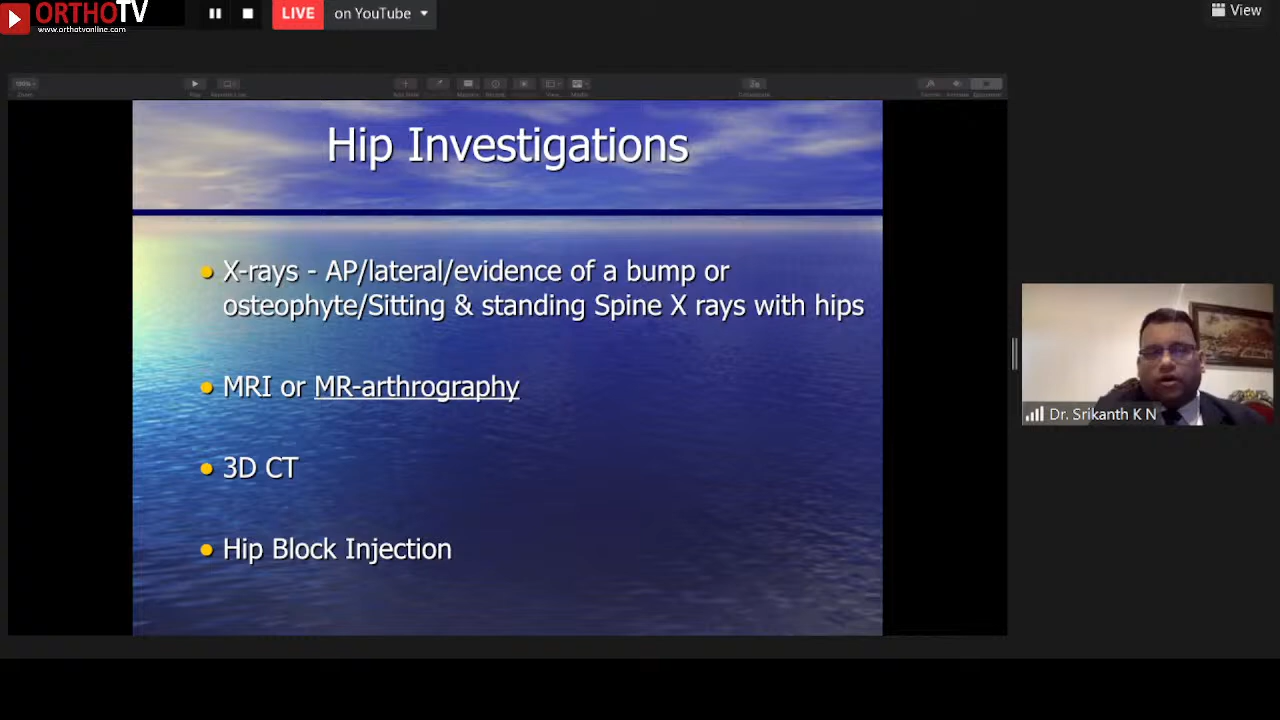 ORTHOTV
www.orthotvonline.com
LIVE
on YouTube
View
Hip Investigations
X-rays - AP/lateral/evidence of a bump or
osteophyte/Sitting & standing Spine X rays with hips
MRI or MR-arthrography
3D CT
Hip Block Injection
Dr. Srikanth K N